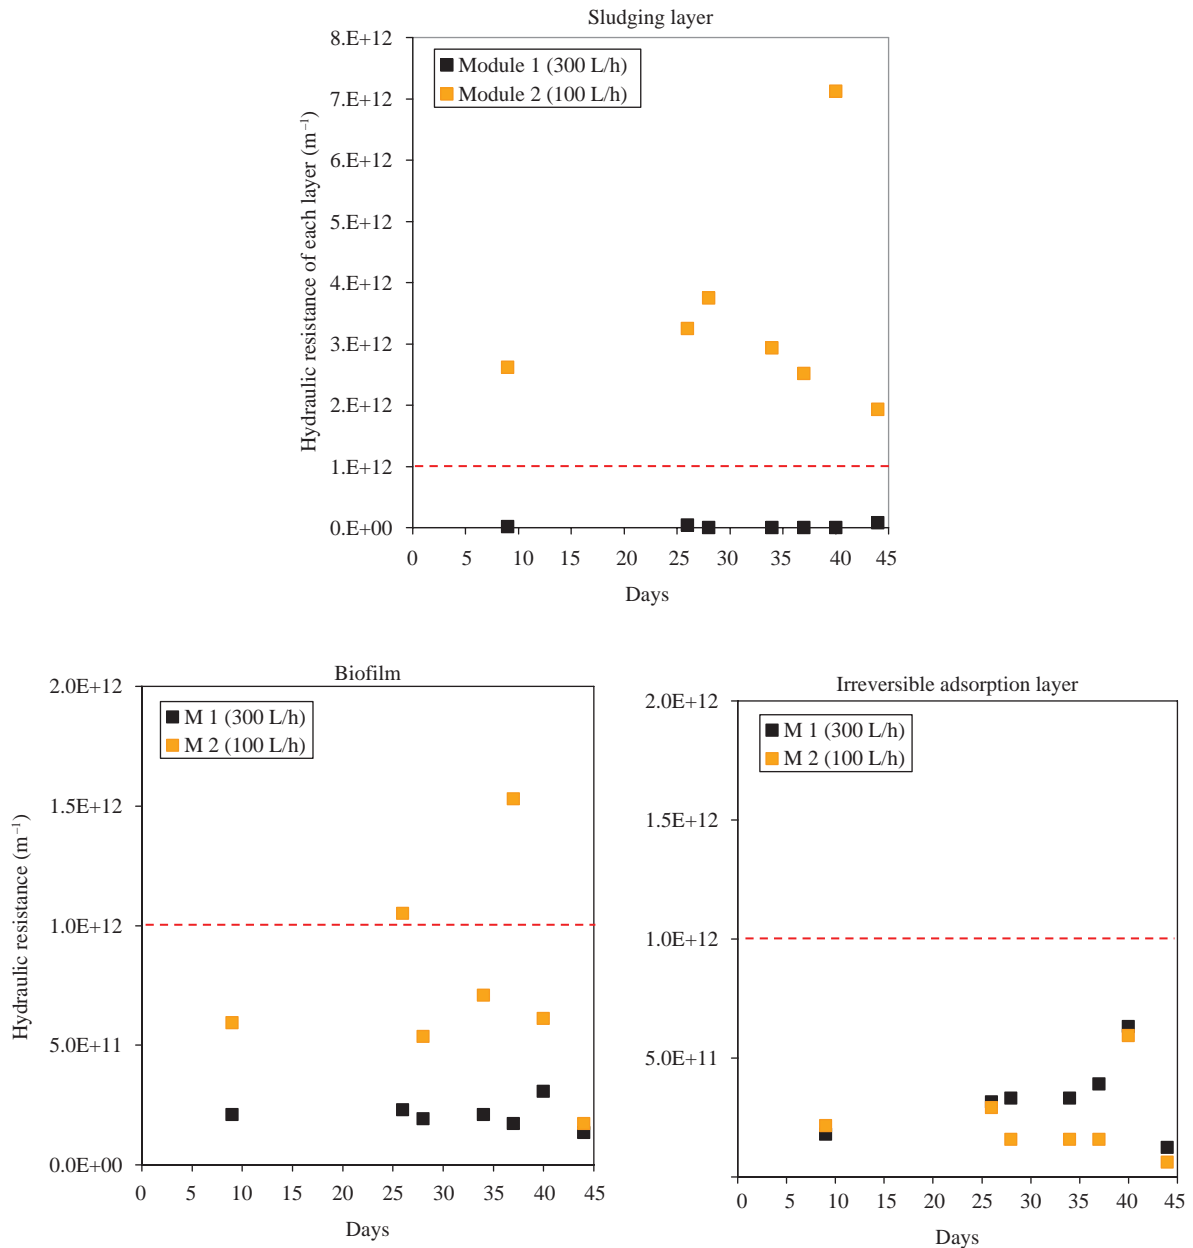 Sludging layer
Hydraulic resistance of each layer (m⁻¹)
8.E+12
7.E+12
6.E+12
5.E+12
4.E+12
3.E+12
2.E+12
1.E+12
0.E+00
Module 1 (300 L/h)
Module 2 (100 L/h)
0 5 10 15 20 25 30 35 40 45
Days
Biofilm
Hydraulic resistance (m⁻¹)
2.0E+12
1.5E+12
1.0E+12
5.0E+11
0.0E+00
M 1 (300 L/h)
M 2 (100 L/h)
0 5 10 15 20 25 30 35 40 45
Days
Irreversible adsorption layer
2.0E+12
1.5E+12
1.0E+12
5.0E+11
M 1 (300 L/h)
M 2 (100 L/h)
0 5 10 15 20 25 30 35 40 45
Days